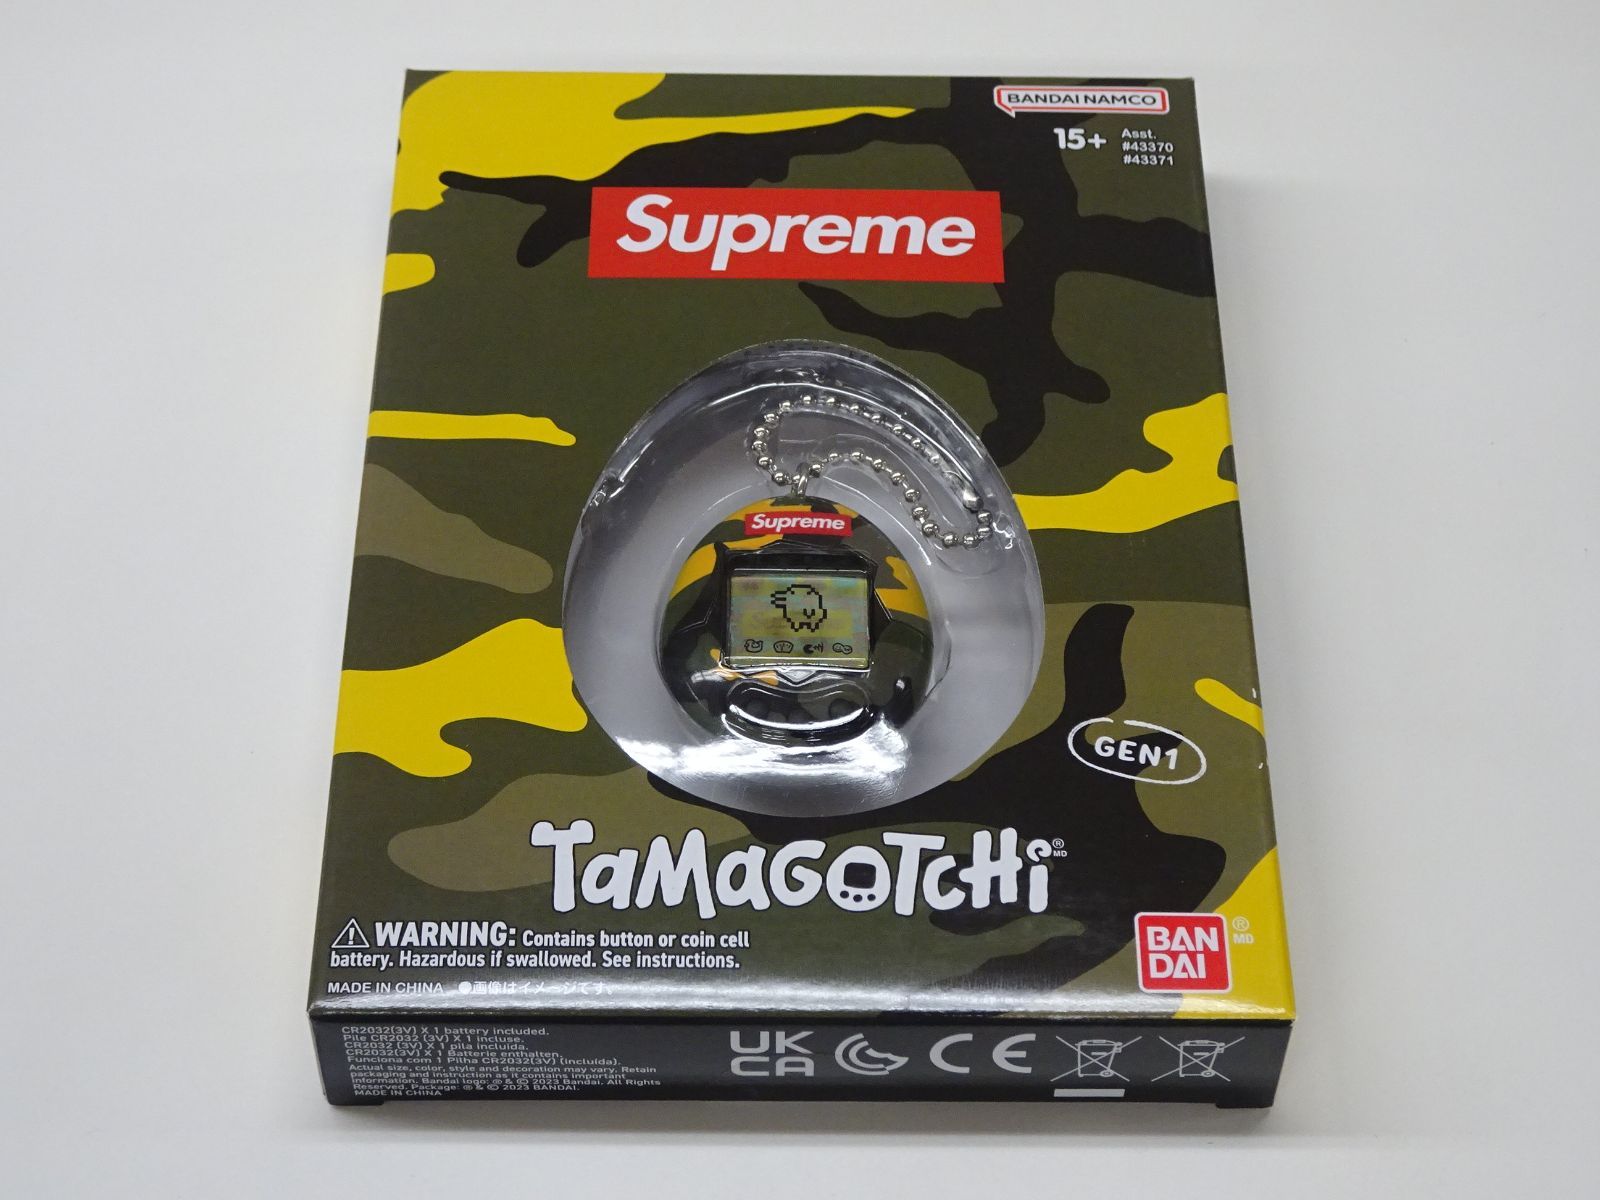 BANDAI NAMCO
15+
Asst.
#43370
#43371
Supreme
Supreme
GEN1
TaMaGoTCHi ® MD
⚠ WARNING: Contains button or coin cell
battery. Hazardous if swallowed. See instructions.
MADE IN CHINA ●画像はイメージです。
BAN
DAI ® MD
CR2032(3V) X 1 battery included.
Pile CR2032 (3V) X 1 incluse.
CR2032 (3V) X 1 pila incluida.
CR2032(3V) X 1 Batterie enthalten.
Funciona com 1 Pilha CR2032(3V) (incluída).
Actual size, color, style and decoration may vary. Retain
packaging and instruction as it contains important
information. Bandai logo: ® & © 2023 Bandai. All Rights
Reserved. Package: ® & © 2023 BANDAI.
MADE IN CHINA
UK
CA
CE